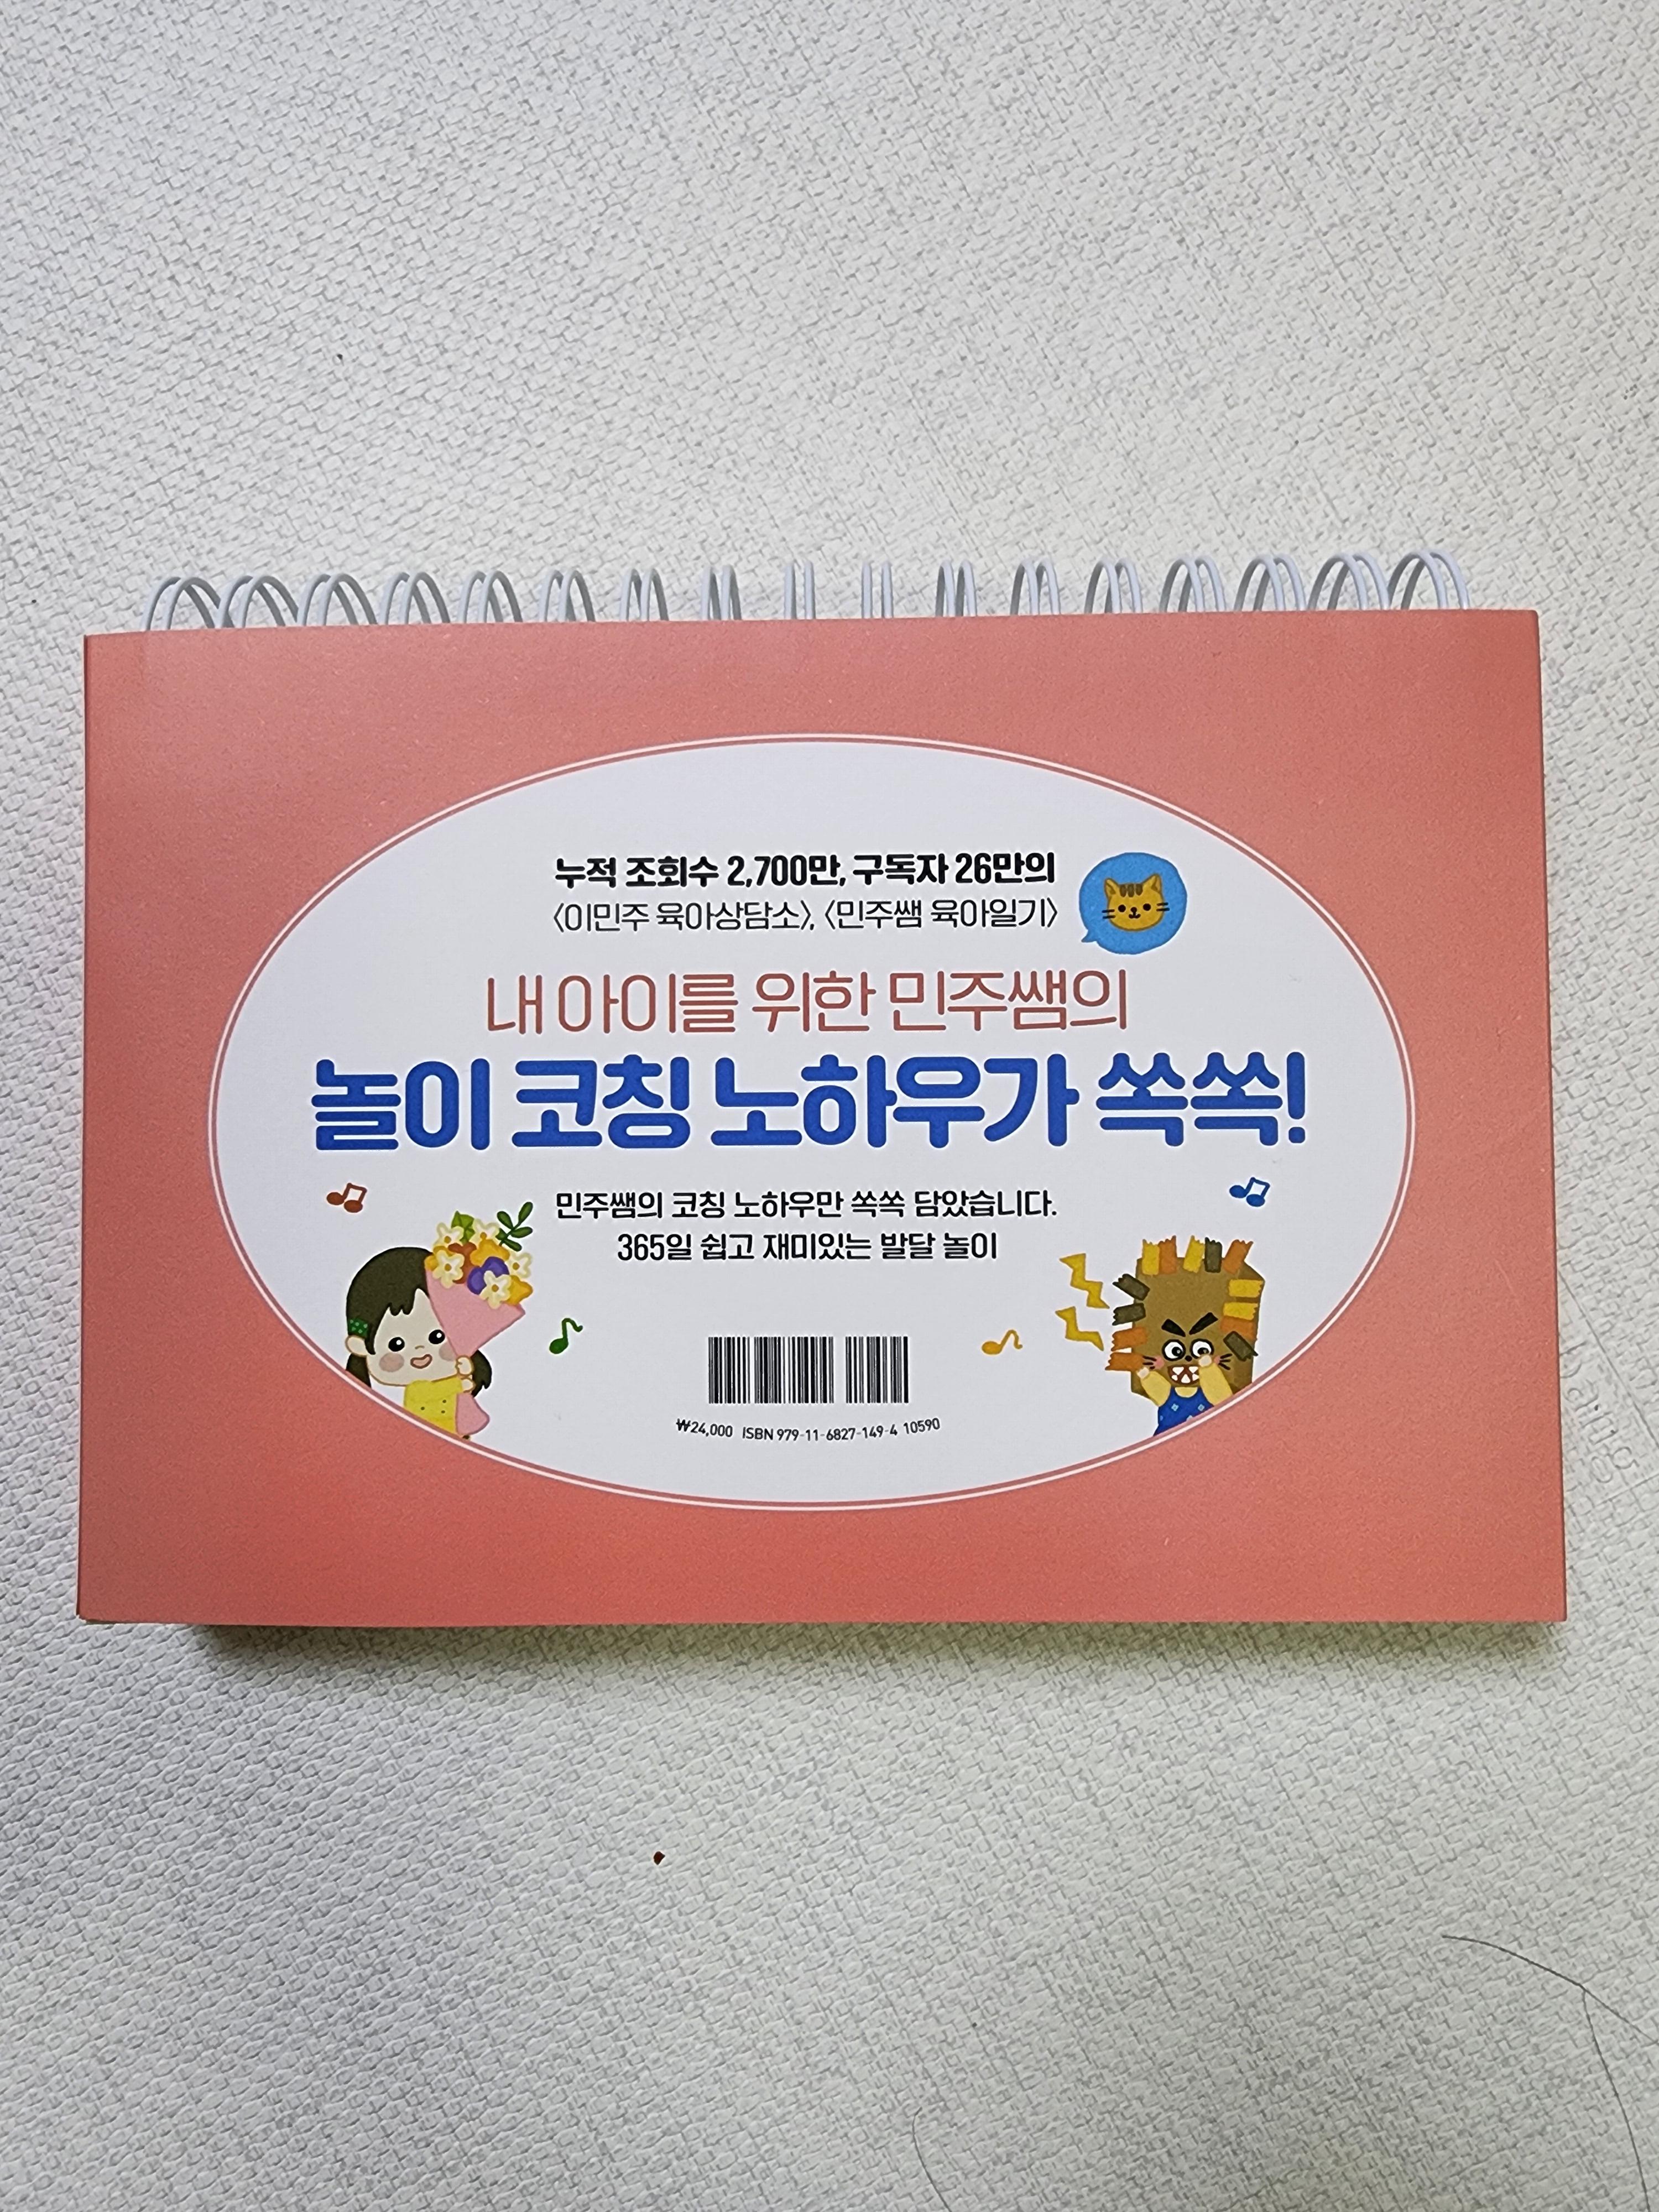 누적 조회수 2,700만, 구독자 26만의
〈이민주 육아상담소〉, 〈민주쌤 육아일기〉
내 아이를 위한 민주쌤의
놀이 코칭 노하우가 쏙쏙!
민주쌤의 코칭 노하우만 쏙쏙 담았습니다.
365일 쉽고 재미있는 발달 놀이
₩24,000 ISBN 979-11-6827-149-4 10590